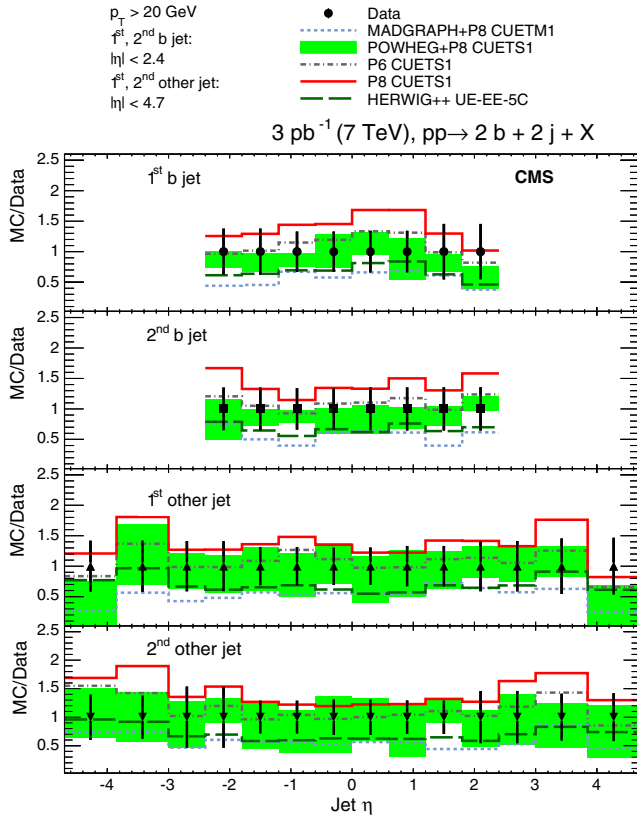 p_T > 20 GeV
1st, 2nd b jet:
|η| < 2.4
1st, 2nd other jet:
|η| < 4.7
Data
MADGRAPH+P8 CUETM1
POWHEG+P8 CUETS1
P6 CUETS1
P8 CUETS1
HERWIG++ UE-EE-5C
3 pb⁻¹ (7 TeV), pp→ 2 b + 2 j + X
MC/Data
2.5
2
1.5
1
0.5
1st b jet
CMS
MC/Data
2.5
2
1.5
1
0.5
2nd b jet
MC/Data
2.5
2
1.5
1
0.5
1st other jet
MC/Data
2.5
2
1.5
1
0.5
2nd other jet
-4 -3 -2 -1 0 1 2 3 4
Jet η